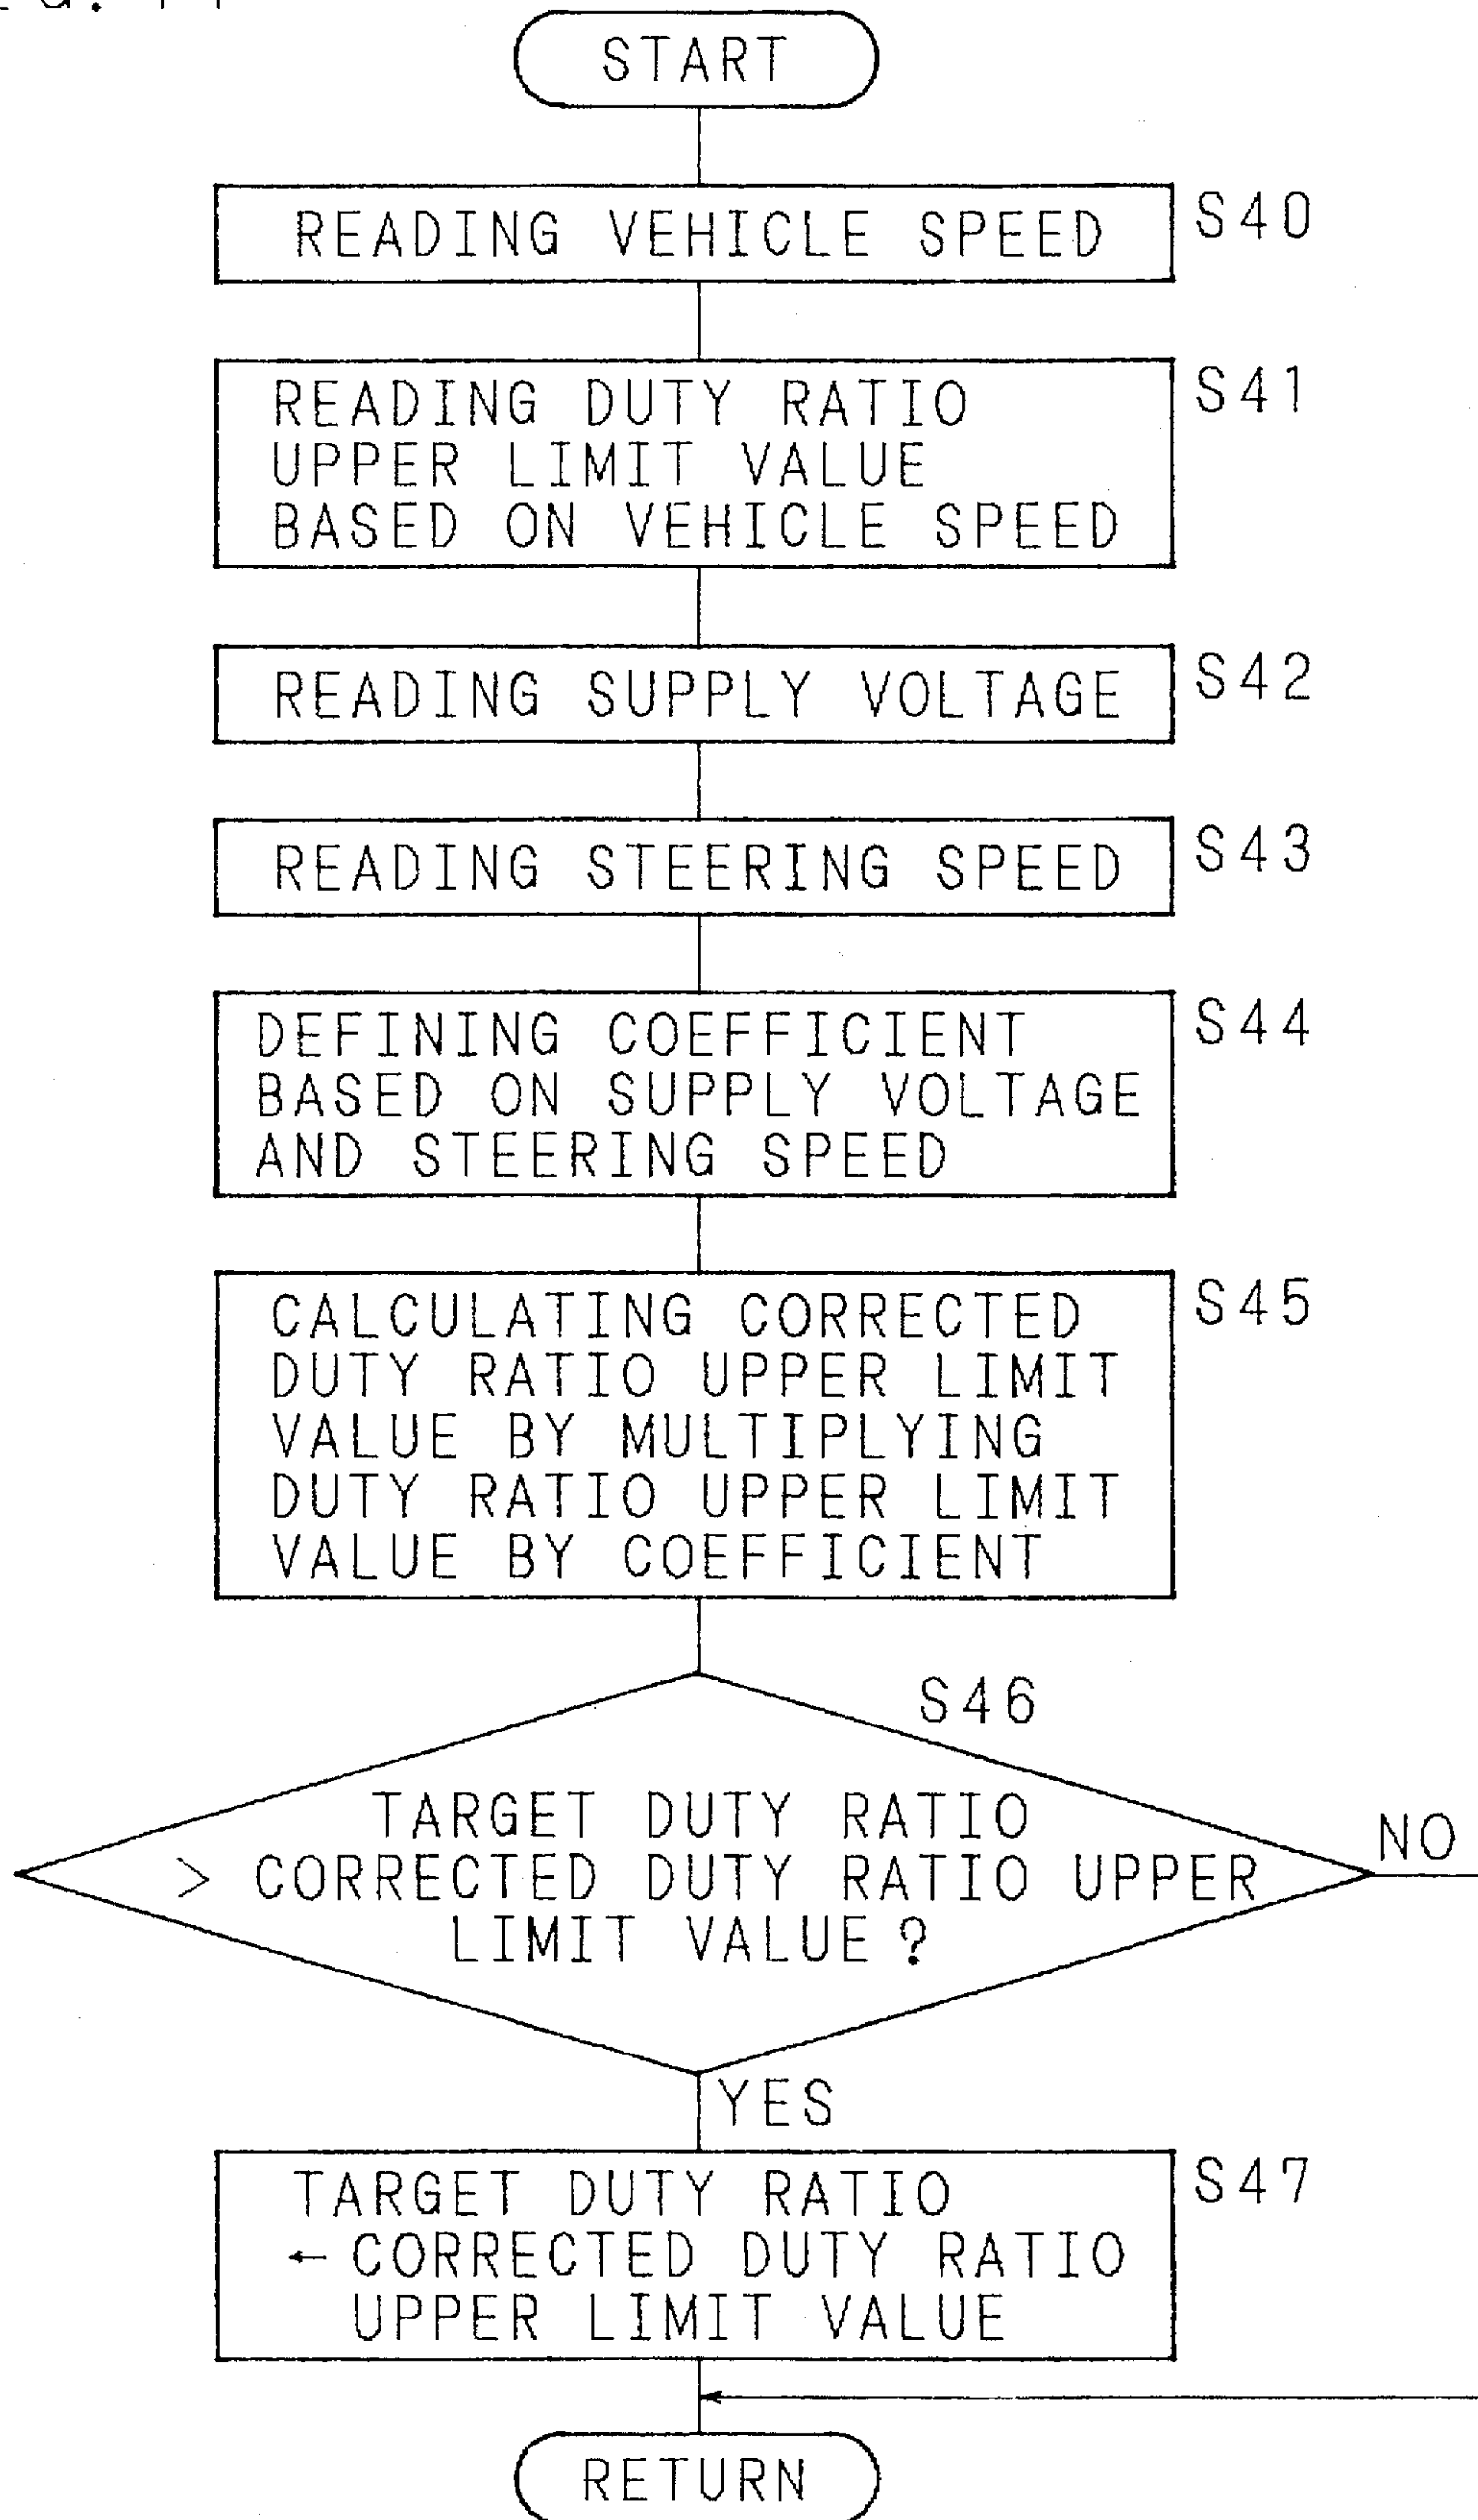 START
READING VEHICLE SPEED
S40
READING DUTY RATIO
UPPER LIMIT VALUE
BASED ON VEHICLE SPEED
S41
READING SUPPLY VOLTAGE
S42
READING STEERING SPEED
S43
DEFINING COEFFICIENT
BASED ON SUPPLY VOLTAGE
AND STEERING SPEED
S44
CALCULATING CORRECTED
DUTY RATIO UPPER LIMIT
VALUE BY MULTIPLYING
DUTY RATIO UPPER LIMIT
VALUE BY COEFFICIENT
S45
S46
TARGET DUTY RATIO
> CORRECTED DUTY RATIO UPPER
LIMIT VALUE?
NO
YES
TARGET DUTY RATIO
← CORRECTED DUTY RATIO
UPPER LIMIT VALUE
S47
RETURN